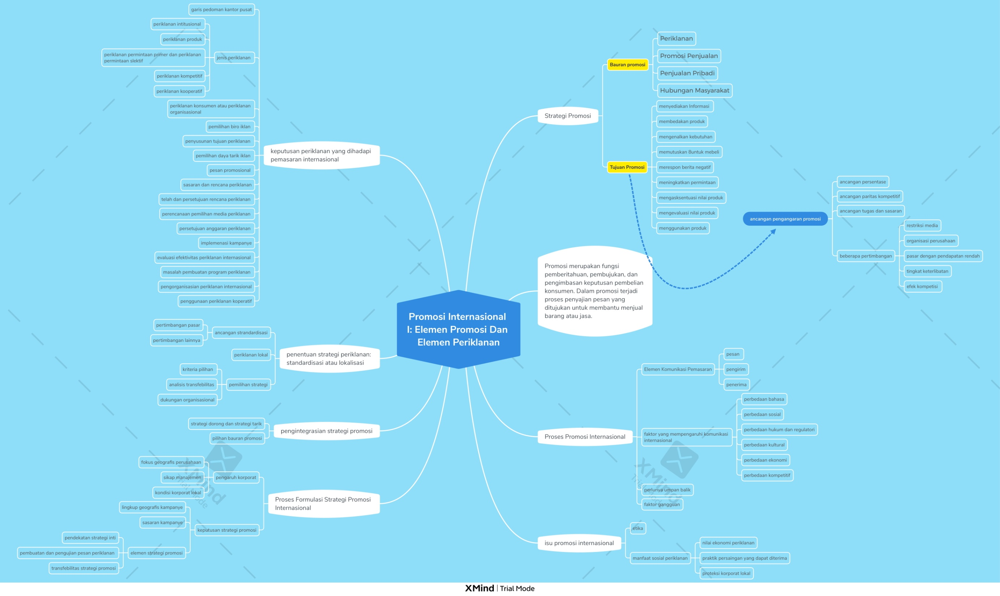 Promosi Internasional
I: Elemen Promosi Dan
Elemen Periklanan
Strategi Promosi
Bauran promosi
Periklanan
Promosi Penjualan
Penjualan Pribadi
Hubungan Masyarakat
Tujuan Promosi
menyediakan Informasi
membedakan produk
mengenalkan kebutuhan
memutuskan 8untuk mebeli
merespon berita negatif
meningkatkan permintaan
mengasksentuasi nilai produk
mengevaluasi nilai produk
menggunakan produk
ancangan pengangaran promosi
ancangan persentase
ancangan paritas kompetitif
ancangan tugas dan sasaran
beberapa pertimbangan
restriksi media
organisasi perusahaan
pasar dengan pendapatan rendah
tingkat keterlibatan
efek kompetisi
Promosi merupakan fungsi
pemberitahuan, pembujukan, dan
pengimbasan keputusan pembelian
konsumen. Dalam promosi terjadi
proses penyajian pesan yang
ditujukan untuk membantu menjual
barang atau jasa.
Proses Promosi Internasional
Elemen Komunikasi Pemasaran
pesan
pengirim
penerima
faktor yang mempengaruhi komunikasi
internasional
perbedaan bahasa
perbedaan sosial
perbedaan hukum dan regulatori
perbedaan kultural
perbedaan ekonomi
perbedaan kompetitif
perlunya umpan balik
faktor gangguan
isu promosi internasional
etika
manfaat sosial periklanan
nilai ekonomi periklanan
praktik persaingan yang dapat diterima
proteksi korporat lokal
keputusan periklanan yang dihadapi
pemasaran internasional
garis pedoman kantor pusat
jenis periklanan
periklanan intitusional
periklanan produk
periklanan permintaan primer dan periklanan
permintaan slektif
periklanan kompetitif
periklanan kooperatif
periklanan konsumen atau periklanan
organisasional
pemilihan biro iklan
penyusunan tujuan periklanan
pemilihan daya tarik iklan
pesan promosional
sasaran dan rencana periklanan
telah dan persetujuan rencana periklanan
perencanaan pemilihan media periklanan
persetujuan anggaran periklanan
implemenasi kampanye
evaluasi efektivitas periklanan internasional
masalah pembuatan program periklanan
pengorganisasian periklanan internasional
penggunaan periklanan koperatif
penentuan strategi periklanan:
standardisasi atau lokalisasi
ancangan strandardisasi
pertimbangan pasar
pertimbangan lainnya
periklanan lokal
pemilihan strategi
kriteria pilihan
analisis transfebilitas
dukungan organisasional
pengintegrasian strategi promosi
strategi dorong dan strategi tarik
pilihan bauran promosi
Proses Formulasi Strategi Promosi
Internasional
pengaruh korporat
fokus geografis perusahaan
sikap manajemen
kondisi korporat lokal
keputusan strategi promosi
lingkup geografis kampanye
sasaran kampanye
elemen strategi promosi
pendekatan strategi inti
pembuatan dan pengujian pesan periklanan
transfebilitas strategi promosi
XMind
Trial Mode
XMind
Trial Mode
XMind | Trial Mode